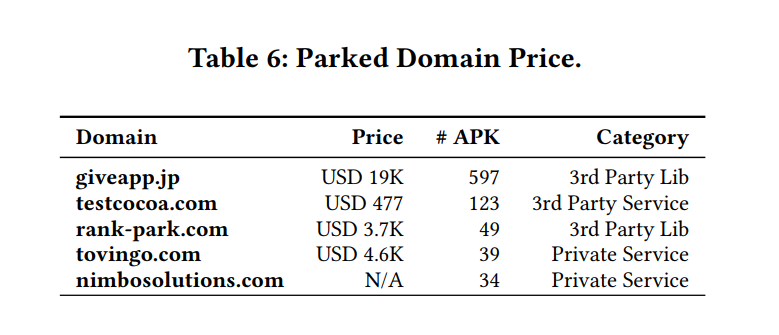 Table 6: Parked Domain Price.
Domain Price # APK Category
giveapp.jp USD 19K 597 3rd Party Lib
testcocoa.com USD 477 123 3rd Party Service
rank-park.com USD 3.7K 49 3rd Party Lib
tovingo.com USD 4.6K 39 Private Service
nimbosolutions.com N/A 34 Private Service